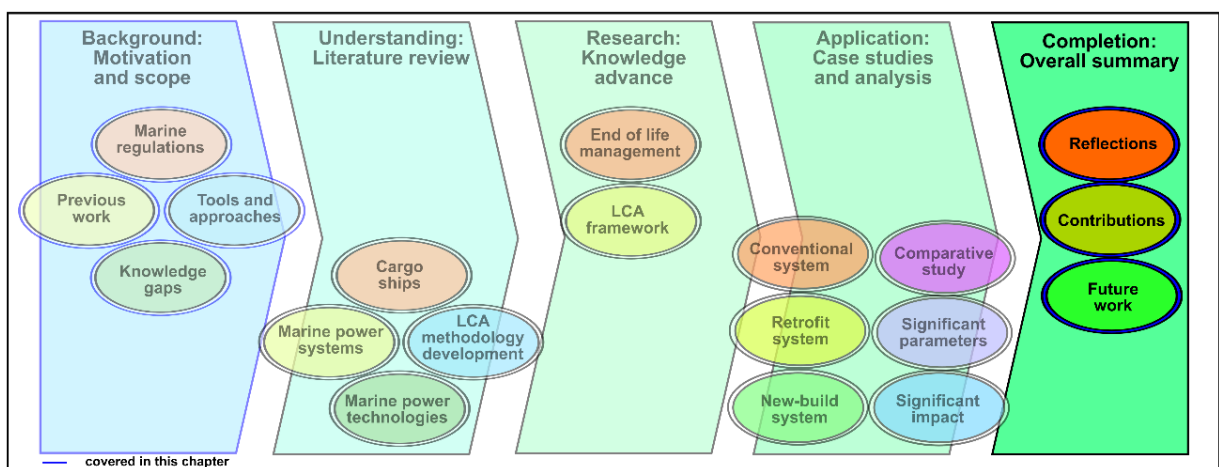 Background:
Motivation
and scope
Marine
regulations
Previous
work
Tools and
approaches
Knowledge
gaps
Understanding:
Literature review
Cargo
ships
Marine power
systems
LCA
methodology
development
Marine power
technologies
Research:
Knowledge
advance
End of life
management
LCA
framework
Application:
Case studies
and analysis
Conventional
system
Comparative
study
Retrofit
system
Significant
parameters
New-build
system
Significant
impact
Completion:
Overall summary
Reflections
Contributions
Future
work
covered in this chapter